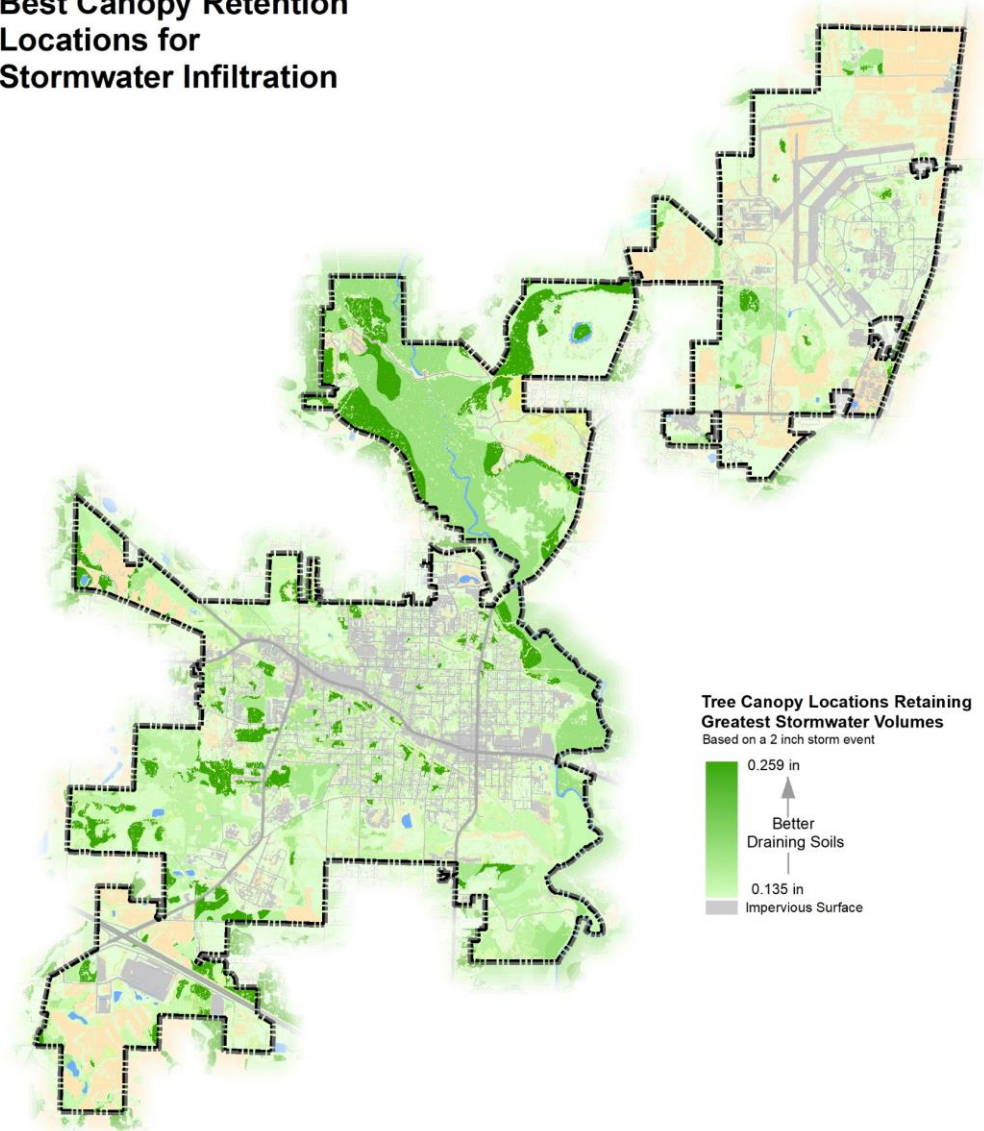 Best Canopy Retention
Locations for
Stormwater Infiltration
Tree Canopy Locations Retaining
Greatest Stormwater Volumes
Based on a 2 inch storm event
0.259 in
Better
Draining Soils
0.135 in
Impervious Surface